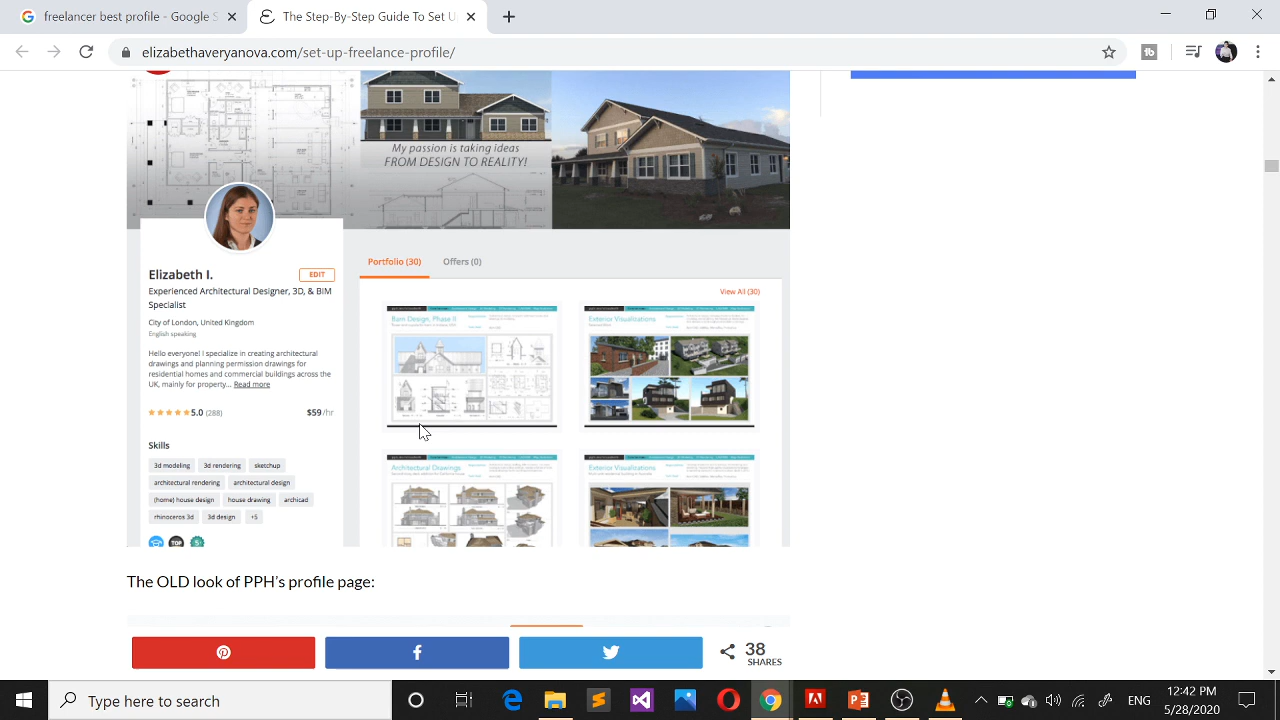 freelancer best profile - Google S
Step-By-Step Guide To Set U
elizabethaveryanova.com/set-up-freelance-profile/
My passion is taking ideas
FROM DESIGN TO REALITY!
Portfolio (30) Offers (0)
View All (30)
Elizabeth I.
EDIT
Experienced Architectural Designer, 3D, & BIM
Specialist
City of London, United Kingdom
English speaking
Hello everyone! I specialize in creating architectural
drawings and planning permission drawings for
residential homes and commercial buildings across the
UK, mainly for property... Read more
5.0 (288) $59/hr
Skills
3d modeling 3d rendering sketchup
architectural rendering architectural design
(home) house design house drawing archicad
rhinoceros 3d 3d design +5
TOP 5
Barn Design, Phase II
Exterior Visualizations
Architectural Drawings
Exterior Visualizations
The OLD look of PPH's profile page:
38
SHARES
Type here to search
ENG
12:42 PM
5/28/2020